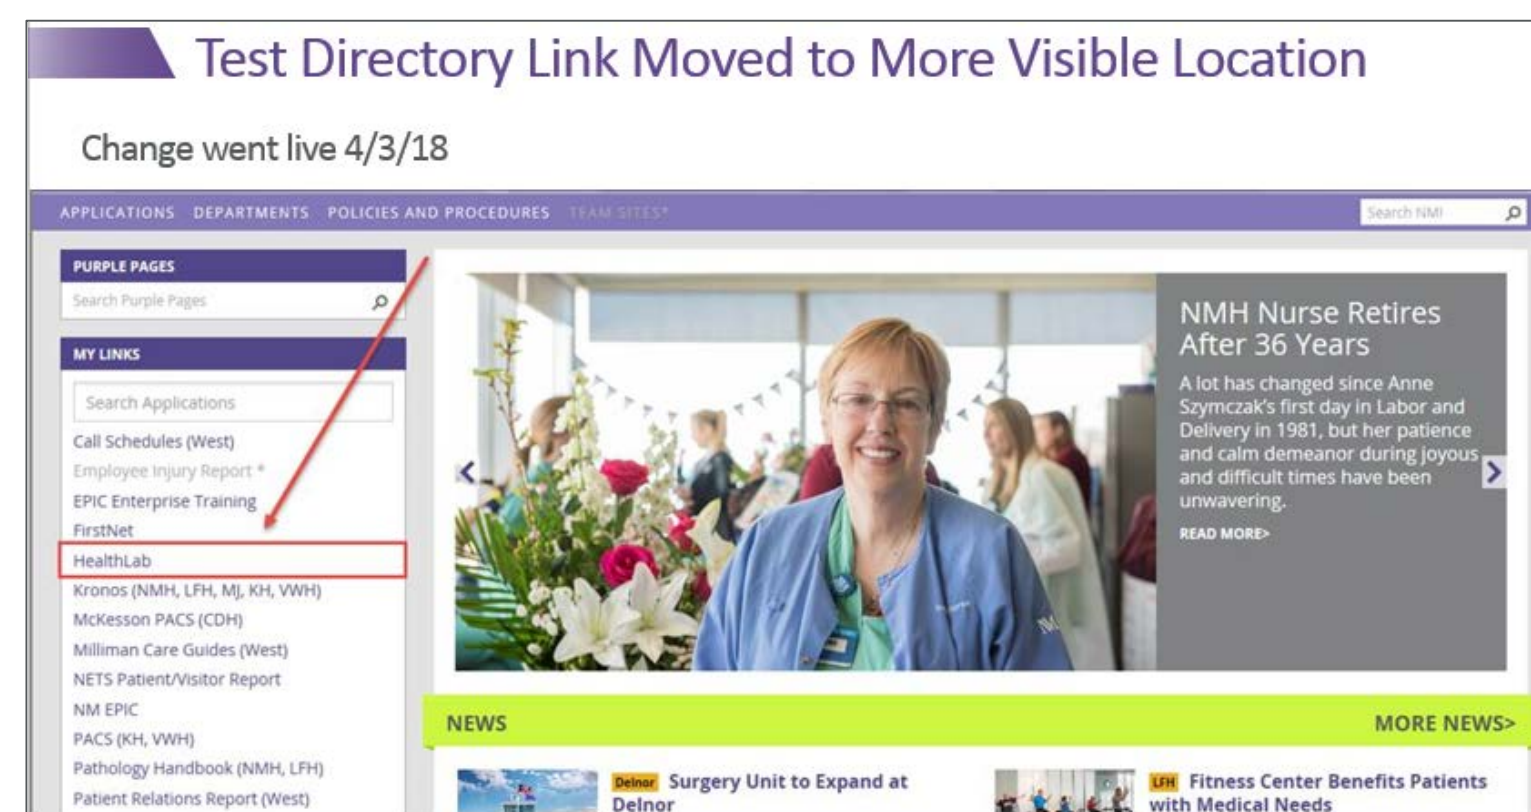 Test Directory Link Moved to More Visible Location
Change went live 4/3/18
APPLICATIONS DEPARTMENTS POLICIES AND PROCEDURES TEAM SITES*
Search NMI
PURPLE PAGES
Search Purple Pages
MY LINKS
Search Applications
Call Schedules (West)
Employee Injury Report *
EPIC Enterprise Training
FirstNet
HealthLab
Kronos (NMH, LFH, MJ, KH, VWH)
McKesson PACS (CDH)
Milliman Care Guides (West)
NETS Patient/Visitor Report
NM EPIC
PACS (KH, VWH)
Pathology Handbook (NMH, LFH)
Patient Relations Report (West)
NMH Nurse Retires
After 36 Years
A lot has changed since Anne
Szymczak's first day in Labor and
Delivery in 1981, but her patience
and calm demeanor during joyous
and difficult times have been
unwavering.
READ MORE>
NEWS
MORE NEWS>
Delnor Surgery Unit to Expand at
Delnor
LFH Fitness Center Benefits Patients
with Medical Needs